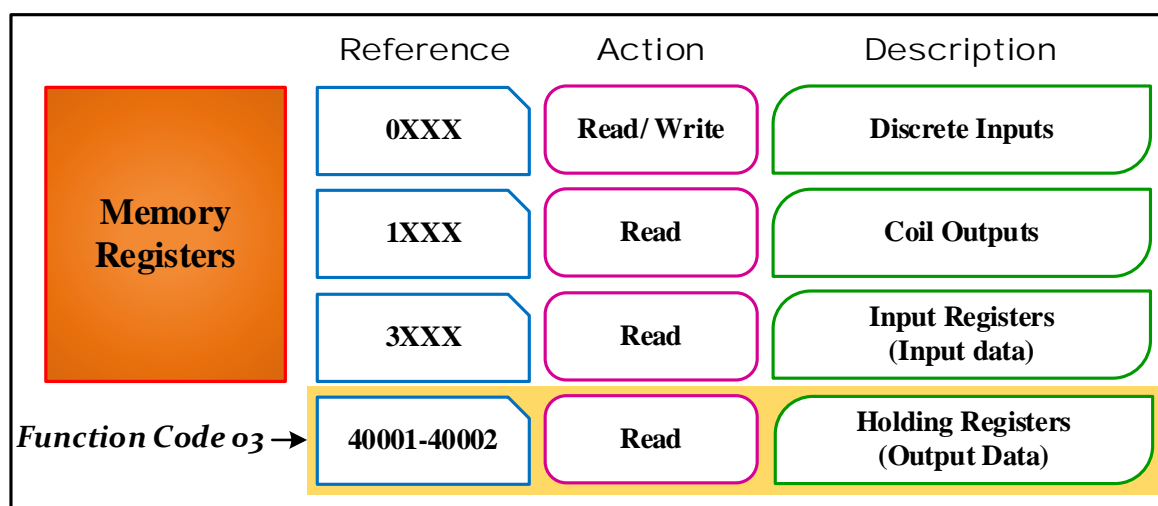 Reference Action Description
Memory
Registers
0XXX Read/ Write Discrete Inputs
1XXX Read Coil Outputs
3XXX Read Input Registers
(Input data)
Function Code 03 40001-40002 Read Holding Registers
(Output Data)